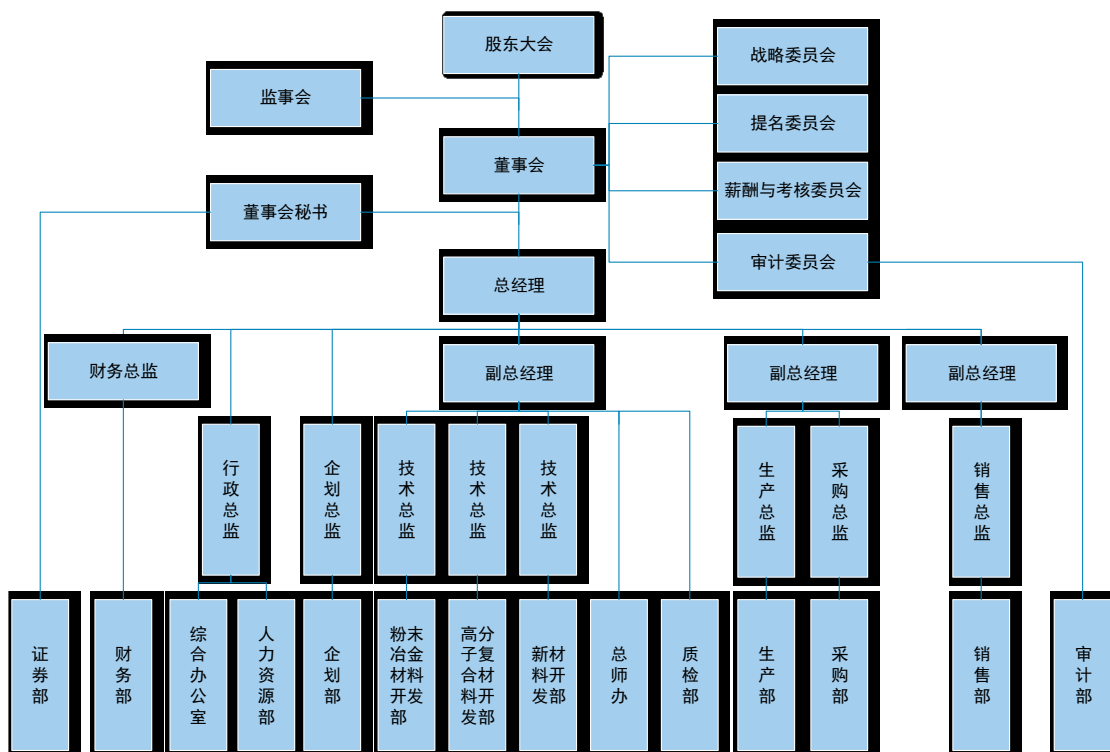 股东大会
战略委员会
监事会
提名委员会
董事会
薪酬与考核委员会
董事会秘书
审计委员会
总经理
财务总监
副总经理
副总经理
副总经理
行政总监
企划总监
技术总监
技术总监
技术总监
生产总监
采购总监
销售总监
证券部
财务部
综合办公室
人力资源部
企划部
粉末
冶金
材料
开发
部
高分
子复
合材
料开
发部
新材
料开
发部
总师办
质检部
生产部
采购部
销售部
审计部